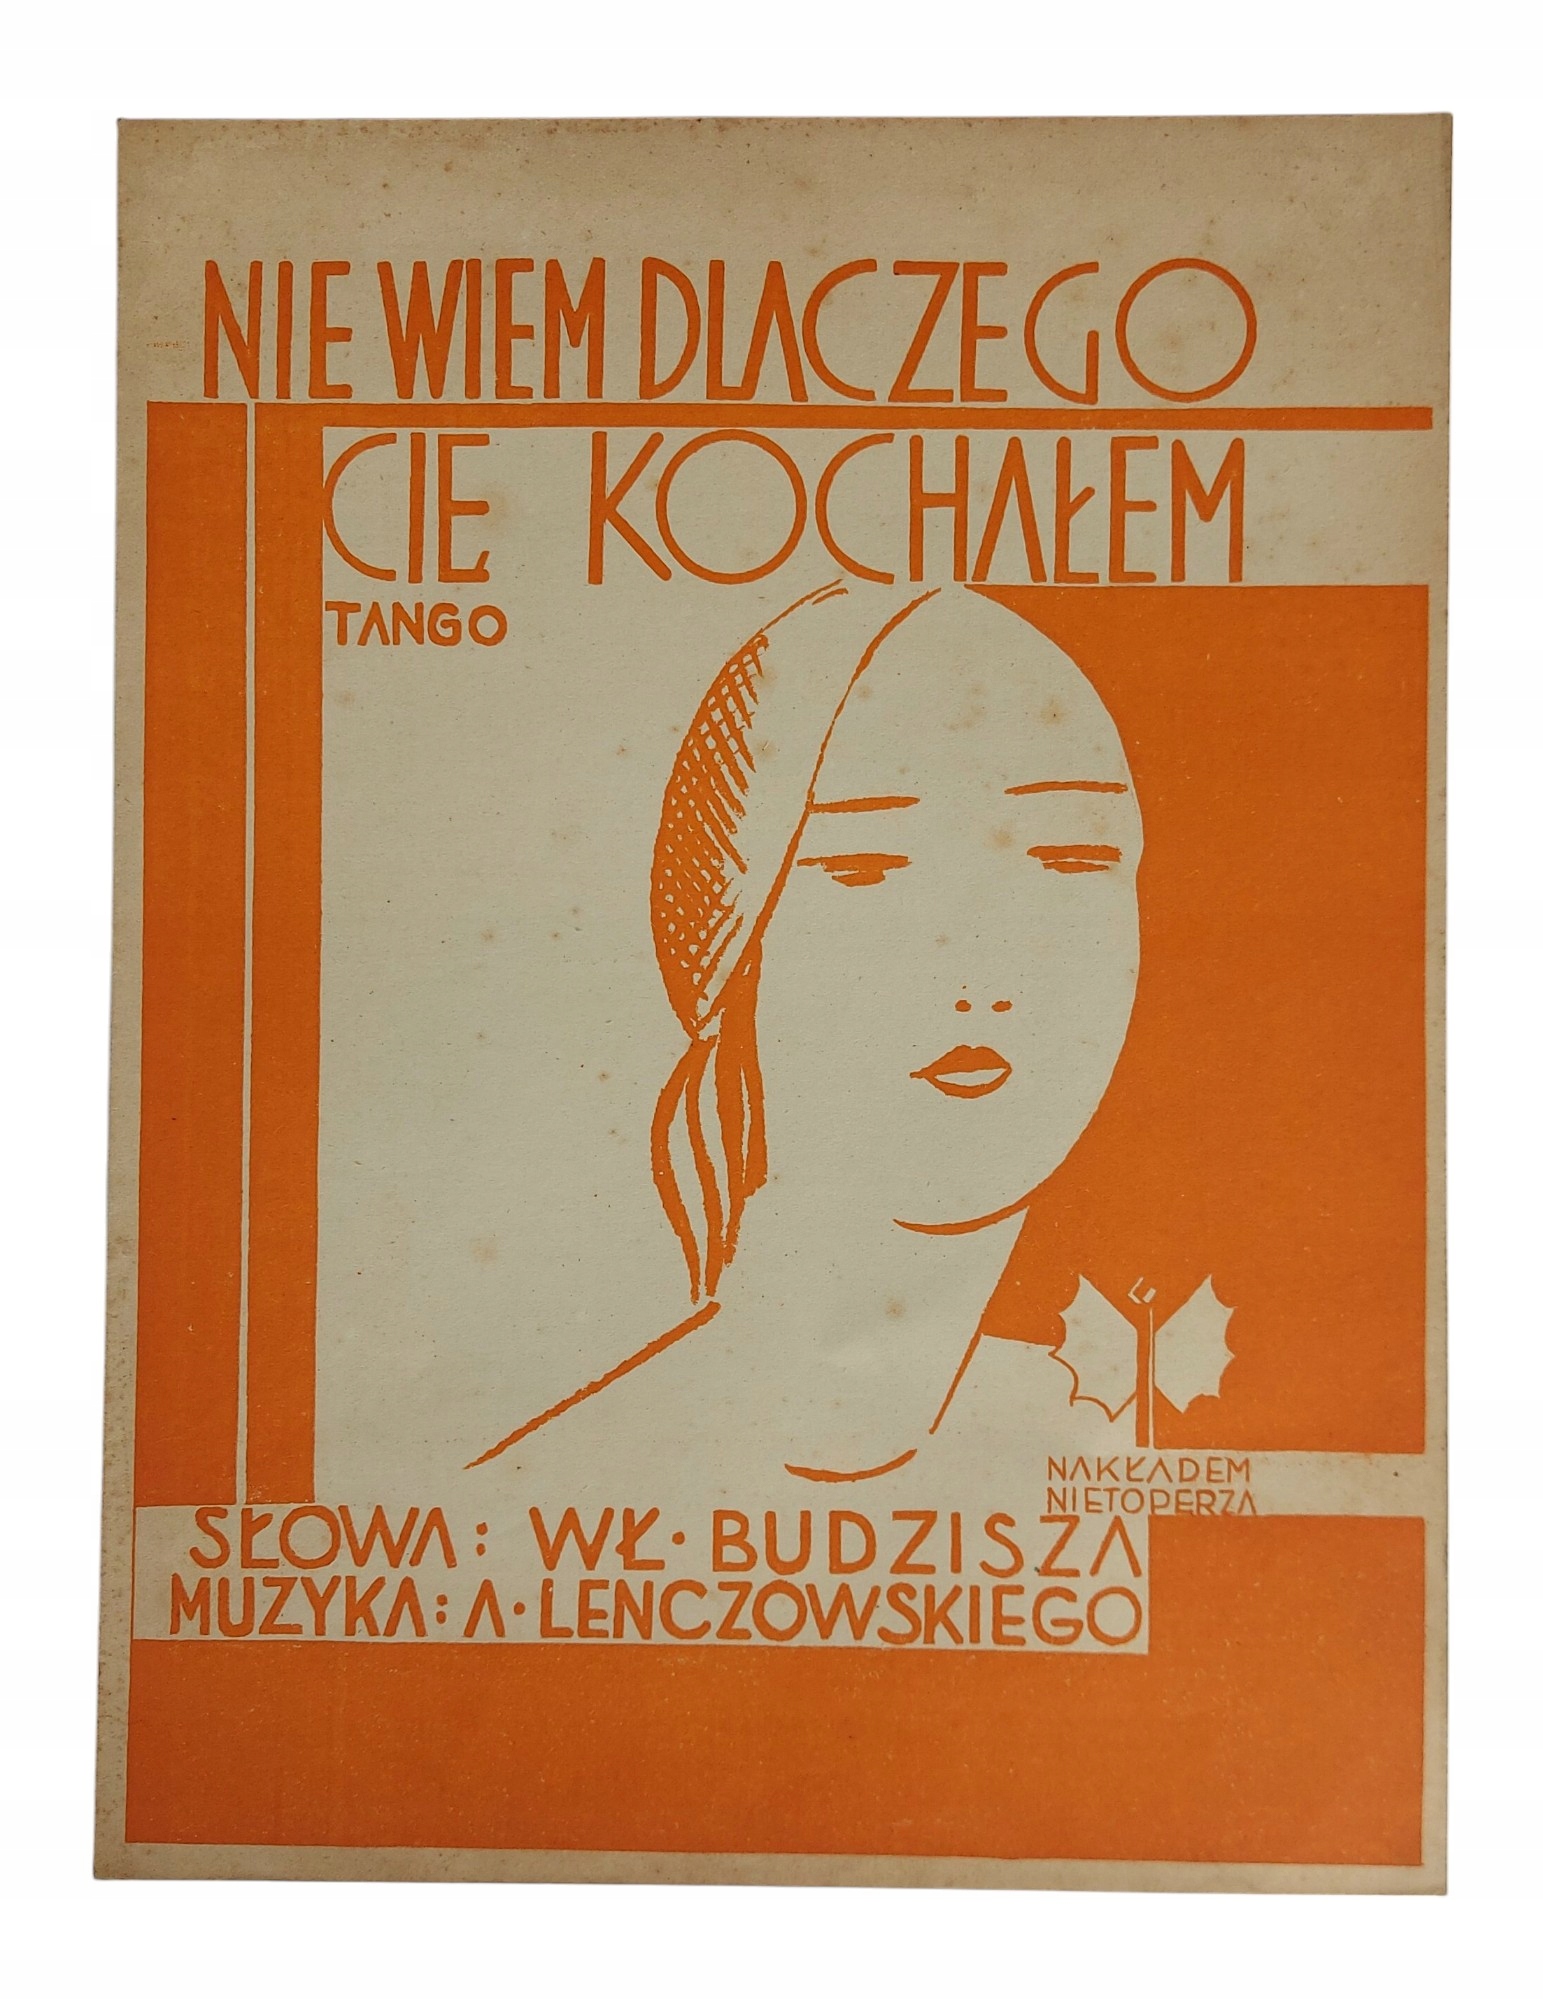 NIE WIEM DLACZEGO
CIĘ KOCHAŁEM
TANGO
NAKŁADEM
NIETOPERZA
SŁOWA: WŁ. BUDZISZA
MUZYKA: A. LENCZOWSKIEGO